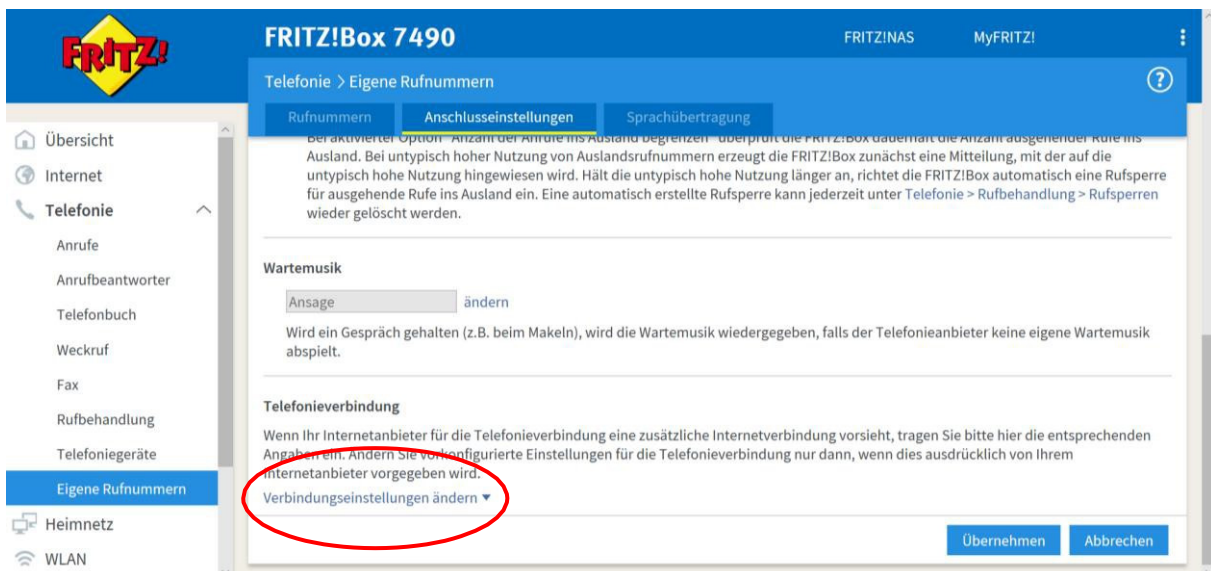 FRITZ!
FRITZ!Box 7490
FRITZ!NAS
MyFRITZ!
Telefonie > Eigene Rufnummern
?
Rufnummern
Anschlusseinstellungen
Sprachübertragung
Übersicht
Internet
Telefonie
Anrufe
Anrufbeantworter
Telefonbuch
Weckruf
Fax
Rufbehandlung
Telefoniegeräte
Eigene Rufnummern
Heimnetz
WLAN
Bei aktivierter Option "Anzahl der Anrufe ins Ausland begrenzen" überprüft die FRITZ!Box dauerhaft die Anzahl ausgehender Rufe ins
Ausland. Bei untypisch hoher Nutzung von Auslandsrufnummern erzeugt die FRITZ!Box zunächst eine Mitteilung, mit der auf die
untypisch hohe Nutzung hingewiesen wird. Hält die untypisch hohe Nutzung länger an, richtet die FRITZ!Box automatisch eine Rufsperre
für ausgehende Rufe ins Ausland ein. Eine automatisch erstellte Rufsperre kann jederzeit unter Telefonie > Rufbehandlung > Rufsperren
wieder gelöscht werden.
Wartemusik
Ansage
ändern
Wird ein Gespräch gehalten (z.B. beim Makeln), wird die Wartemusik wiedergegeben, falls der Telefonieanbieter keine eigene Wartemusik
abspielt.
Telefonieverbindung
Wenn Ihr Internetanbieter für die Telefonieverbindung eine zusätzliche Internetverbindung vorsieht, tragen Sie bitte hier die entsprechenden
Angaben ein. Ändern Sie vorkonfigurierte Einstellungen für die Telefonieverbindung nur dann, wenn dies ausdrücklich von Ihrem
Internetanbieter vorgegeben wird.
Verbindungseinstellungen ändern
Übernehmen
Abbrechen